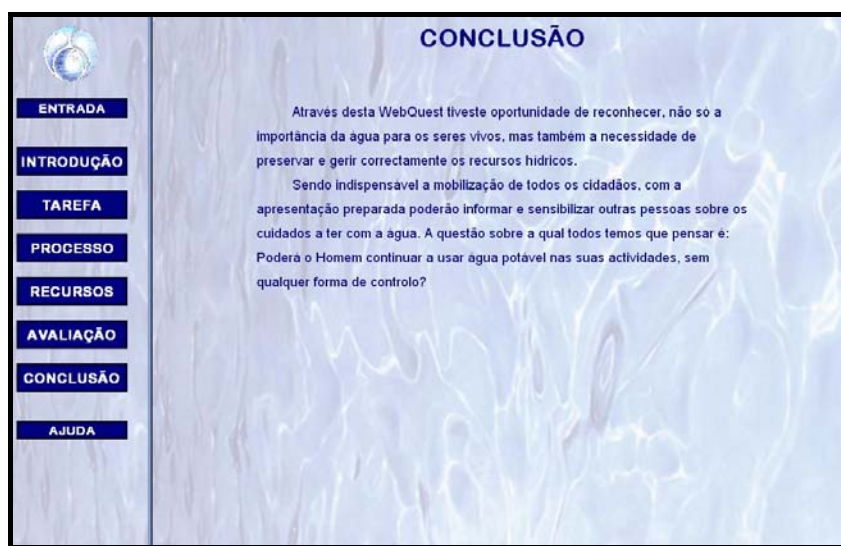 CONCLUSÃO
ENTRADA
INTRODUÇÃO
TAREFA
PROCESSO
RECURSOS
AVALIAÇÃO
CONCLUSÃO
AJUDA
Através desta WebQuest tiveste oportunidade de reconhecer, não só a
importância da água para os seres vivos, mas também a necessidade de
preservar e gerir correctamente os recursos hídricos.
Sendo indispensável a mobilização de todos os cidadãos, com a
apresentação preparada poderão informar e sensibilizar outras pessoas sobre os
cuidados a ter com a água. A questão sobre a qual todos temos que pensar é:
Poderá o Homem continuar a usar água potável nas suas actividades, sem
qualquer forma de controlo?